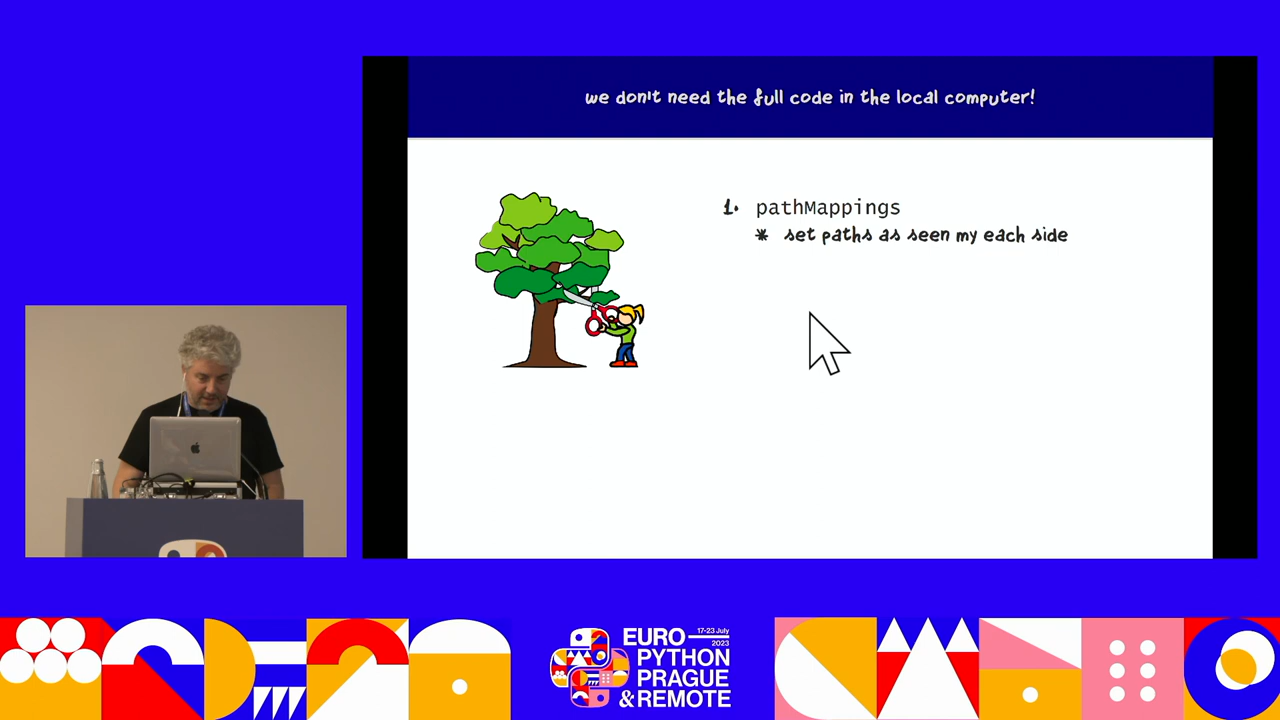 we don't need the full code in the local computer!
1. pathMappings
* set paths as seen my each side
17-23 July
2023
EURO
PYTHON
PRAGUE
& REMOTE